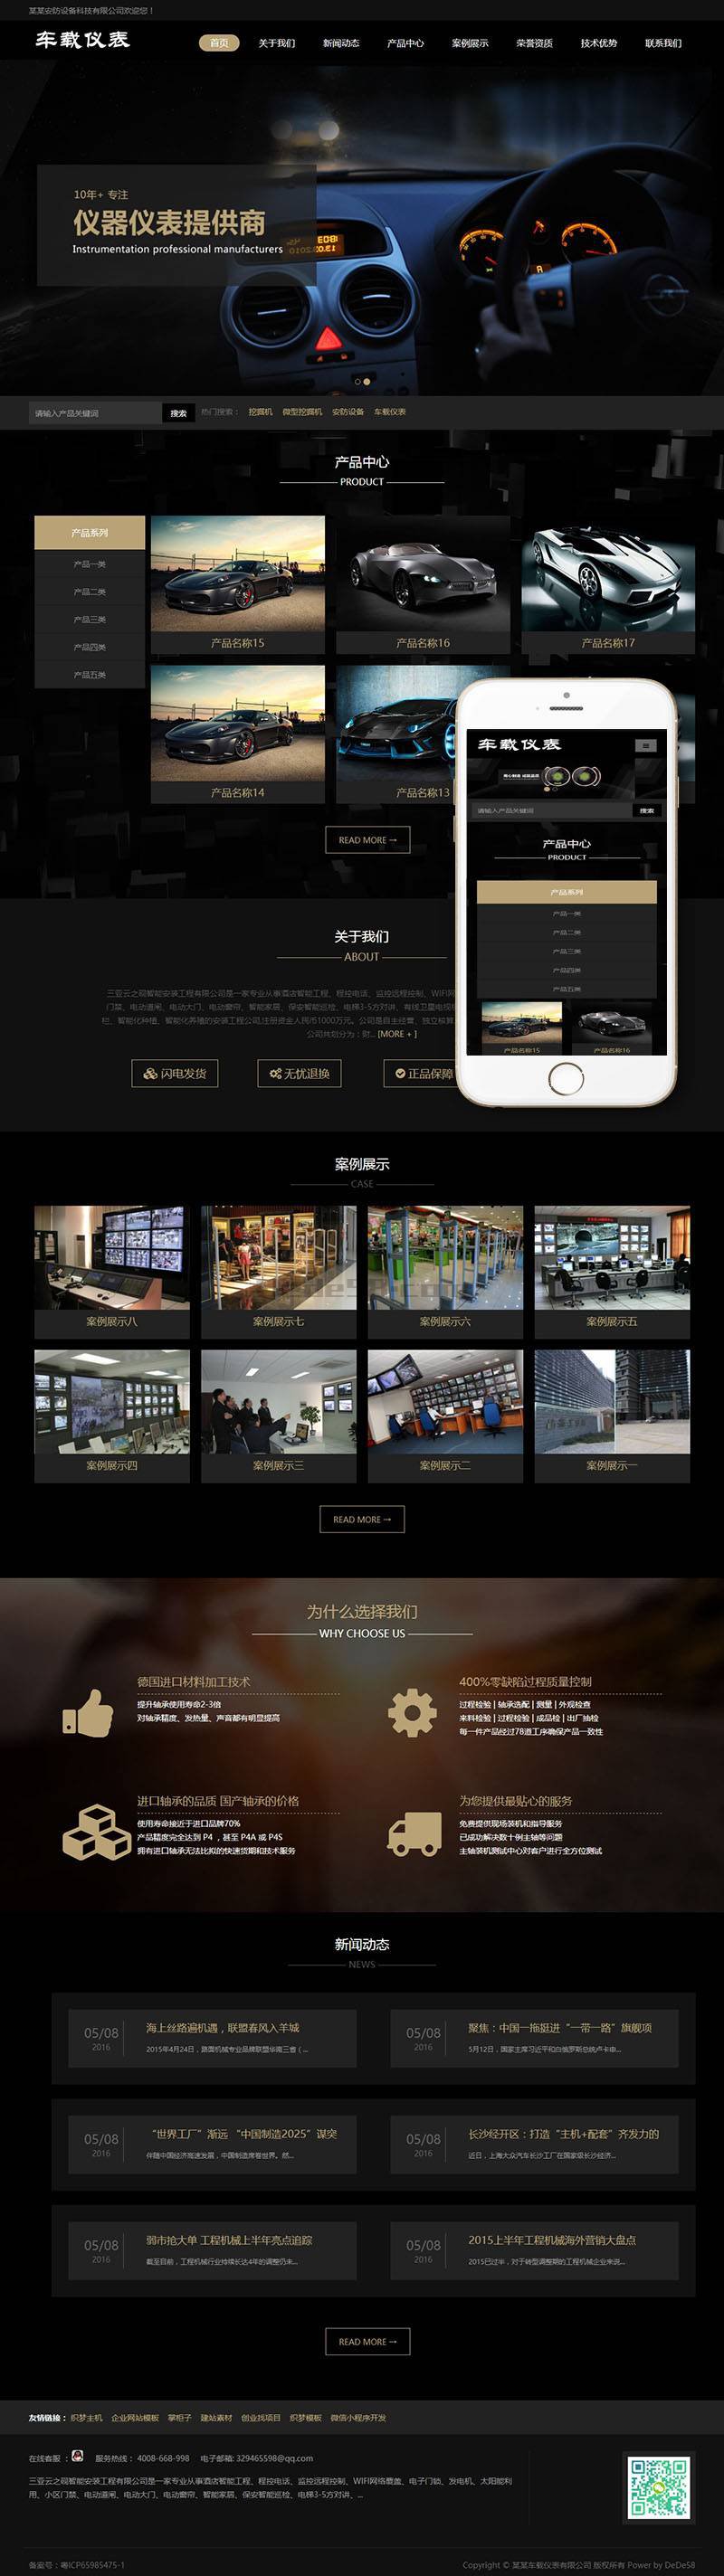 某某安防设备科技有限公司欢迎您！
车载仪表
首页 关于我们 新闻动态 产品中心 案例展示 荣誉资质 技术优势 联系我们
10年+ 专注
仪器仪表提供商
Instrumentation professional manufacturers
请输入产品关键词 搜索 热门搜索： 挖掘机 微型挖掘机 安防设备 车载仪表
产品中心
PRODUCT
产品系列
产品一类
产品二类
产品三类
产品四类
产品五类
产品名称15 产品名称16 产品名称17
产品名称14 产品名称13
READ MORE →
车载仪表
请输入产品关键词 搜索
产品中心
PRODUCT
产品系列
产品一类
产品二类
产品三类
产品四类
产品五类
产品名称15 产品名称16
关于我们
ABOUT
三亚云之砚智能安装工程有限公司是一家专业从事酒店智能工程、程控电话、监控远程控制、WIFI网
门禁、电动道闸、电动大门、电动窗帘、智能家居、保安智能巡检、电梯3-5方对讲、有线卫星电视
栏、智能化种植、智能化养殖的安装工程公司,注册资金人民币1000万元。公司是自主经营、独立核算
公司共划分为：财... [MORE + ]
闪电发货 无忧退换 正品保障
案例展示
CASE
案例展示八 案例展示七 案例展示六 案例展示五
案例展示四 案例展示三 案例展示二 案例展示一
READ MORE →
为什么选择我们
WHY CHOOSE US
德国进口材料加工技术
提升轴承使用寿命2-3倍
对轴承精度、发热量、声音都有明显提高
400%零缺陷过程质量控制
过程检验 | 轴承选配 | 测量 | 外观检查
来料检验 | 过程检验 | 成品检 | 出厂抽检
每一件产品经过78道工序确保产品一致性
进口轴承的品质 国产轴承的价格
使用寿命接近于进口品牌70%
产品精度完全达到 P4 ，甚至 P4A 或 P4S
拥有进口轴承无法比拟的快速货期和技术服务
为您提供最贴心的服务
免费提供现场装机和指导服务
已成功解决数十例主轴等问题
主轴装机测试中心对客户进行全方位测试
新闻动态
NEWS
05/08
2016
海上丝路遍机遇，联盟春风入羊城
2015年4月24日，路面机械专业品牌联盟华南三省（...
05/08
2016
聚焦：中国一拖挺进“一带一路”旗舰项
5月12日，国家主席习近平和白俄罗斯总统卢卡申...
05/08
2016
“世界工厂”渐远 “中国制造2025”谋突
伴随中国经济高速发展，中国制造席卷世界。然...
05/08
2016
长沙经开区：打造“主机+配套”齐发力的
近日，上海大众汽车长沙工厂在国家级长沙经济...
05/08
2016
弱市抢大单 工程机械上半年亮点追踪
截至目前，工程机械行业持续长达4年的调整仍未...
05/08
2016
2015上半年工程机械海外营销大盘点
2015已过半，对于转型调整期的工程机械企业来说...
READ MORE →
友情链接： 织梦主机 企业网站模板 掌柜子 建站素材 创业找项目 织梦模板 微信小程序开发
在线客服 ： 服务热线： 4008-668-998 电子邮箱: 329465598@qq.com
三亚云之砚智能安装工程有限公司是一家专业从事酒店智能工程、程控电话、监控远程控制、WIFI网络覆盖、电子门锁、发电机、太阳能利
用、小区门禁、电动道闸、电动大门、电动窗帘、智能家居、保安智能巡检、电梯3-5方对讲、...
备案号：粤ICP65985475-1
Copyright © 某某车载仪表有限公司 版权所有 Power by DeDe58